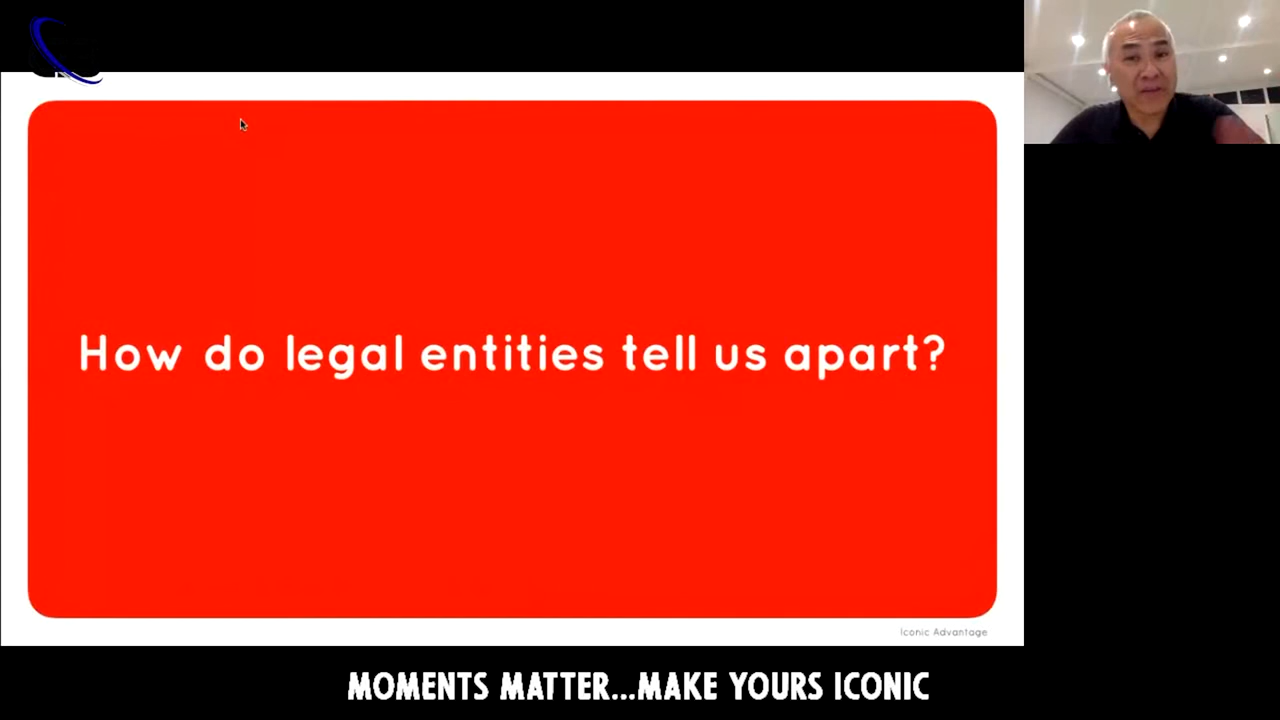 How do legal entities tell us apart?
Iconic Advantage
MOMENTS MATTER...MAKE YOURS ICONIC